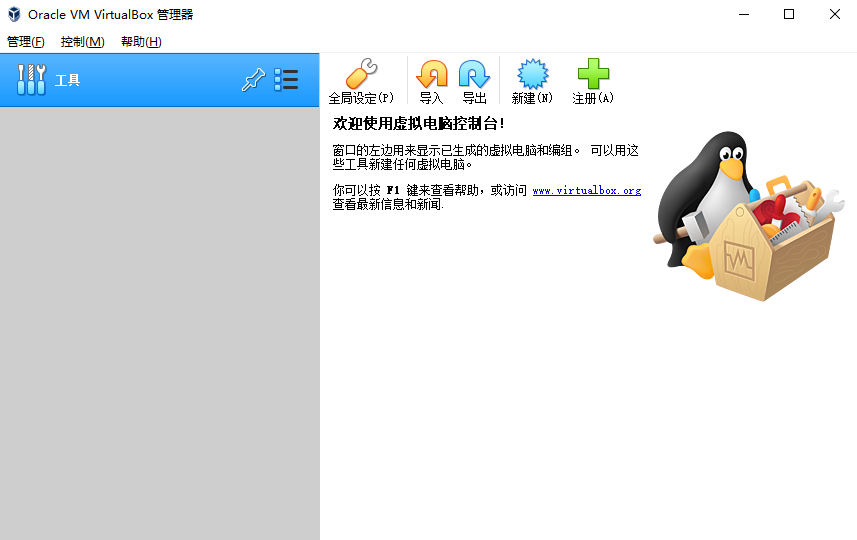 Oracle VM VirtualBox 管理器
管理(F) 控制(M) 帮助(H)
工具
全局设定(P) 导入 导出 新建(N) 注册(A)
欢迎使用虚拟电脑控制台!
窗口的左边用来显示已生成的虚拟电脑和编组。 可以用这
些工具新建任何虚拟电脑。
你可以按 F1 键来查看帮助，或访问 www.virtualbox.org
查看最新信息和新闻.